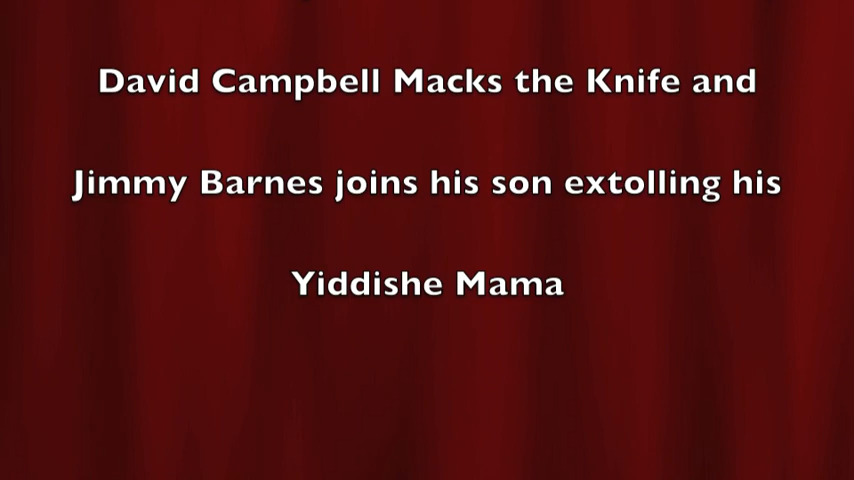 David Campbell Macks the Knife and
Jimmy Barnes joins his son extolling his
Yiddishe Mama